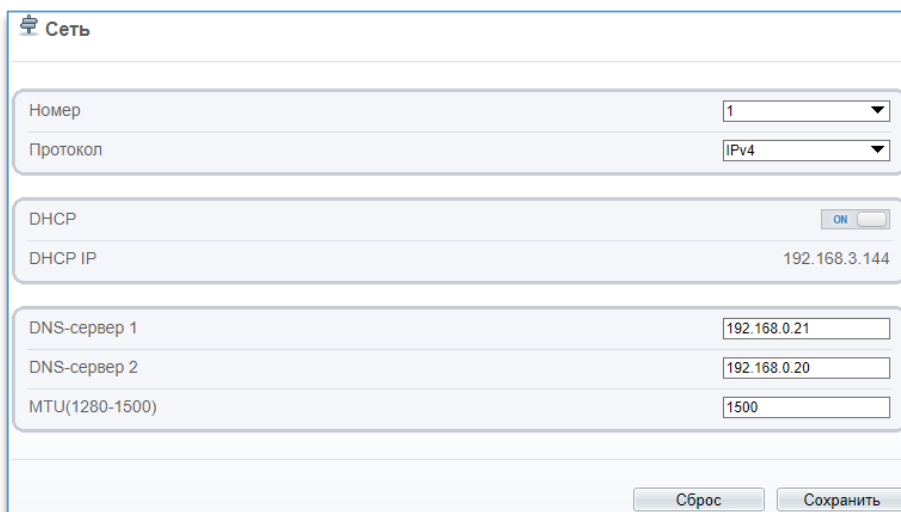 Сеть
Номер 1
Протокол IPv4
DHCP ON
DHCP IP 192.168.3.144
DNS-сервер 1 192.168.0.21
DNS-сервер 2 192.168.0.20
MTU(1280-1500) 1500
Сброс Сохранить